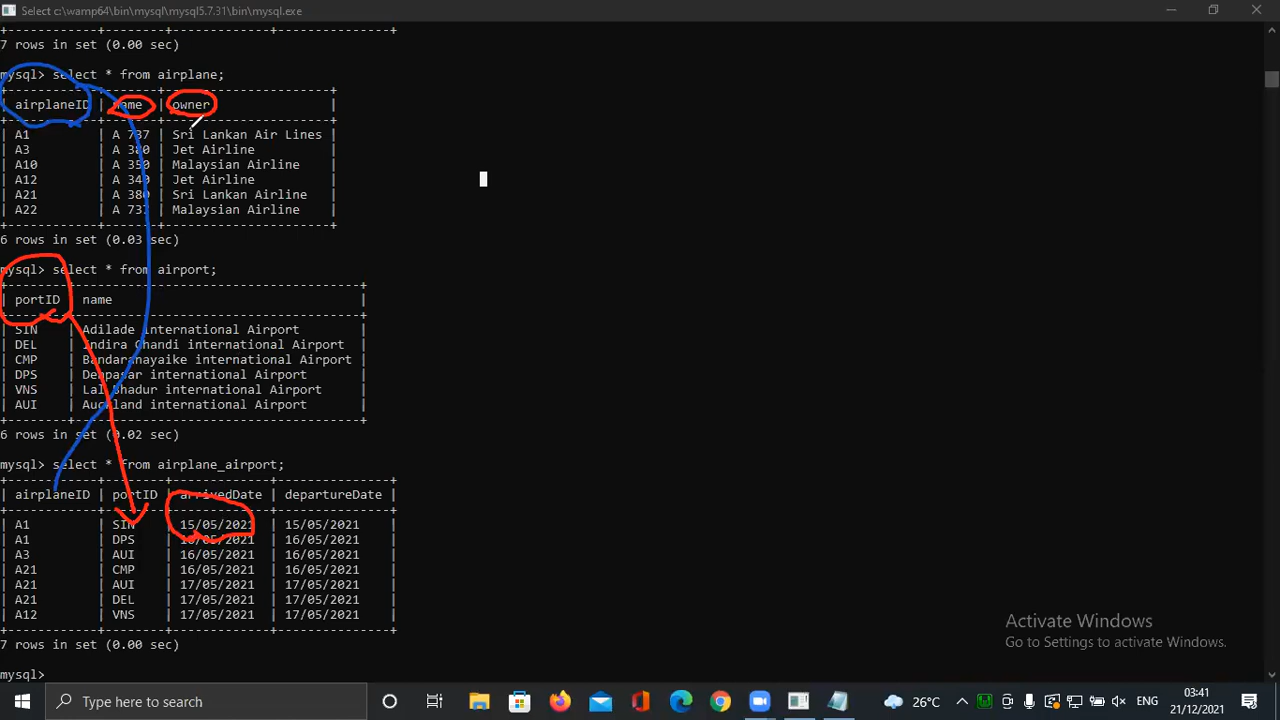 Select c:\wamp64\bin\mysql\mysql5.7.31\bin\mysql.exe
+------------+--------+-------------+---------------+
7 rows in set (0.00 sec)
mysql> select * from airplane;
+------------+-------+----------------------+
| airplaneID | name | owner |
+------------+-------+----------------------+
| A1 | A 737 | Sri Lankan Air Lines |
| A3 | A 380 | Jet Airline |
| A10 | A 350 | Malaysian Airline |
| A12 | A 340 | Jet Airline |
| A21 | A 380 | Sri Lankan Airline |
| A22 | A 737 | Malaysian Airline |
+------------+-------+----------------------+
6 rows in set (0.03 sec)
mysql> select * from airport;
+--------+--------------------------------------+
| portID | name |
+--------+--------------------------------------+
| SIN | Adilade international Airport |
| DEL | Indira Ghandi international Airport |
| CMP | Bandaranayaike international Airport |
| DPS | Denpasar international Airport |
| VNS | Lal Bhadur international Airport |
| AUI | Auckland international Airport |
+--------+--------------------------------------+
6 rows in set (0.02 sec)
mysql> select * from airplane_airport;
+------------+--------+-------------+---------------+
| airplaneID | portID | arrivedDate | departureDate |
+------------+--------+-------------+---------------+
| A1 | SIN | 15/05/2021 | 15/05/2021 |
| A1 | DPS | 16/05/2021 | 16/05/2021 |
| A3 | AUI | 16/05/2021 | 16/05/2021 |
| A21 | CMP | 16/05/2021 | 16/05/2021 |
| A21 | AUI | 17/05/2021 | 17/05/2021 |
| A21 | DEL | 17/05/2021 | 17/05/2021 |
| A12 | VNS | 17/05/2021 | 17/05/2021 |
+------------+--------+-------------+---------------+
7 rows in set (0.00 sec)
mysql>
Activate Windows
Go to Settings to activate Windows.
Type here to search
26°C
ENG
03:41
21/12/2021